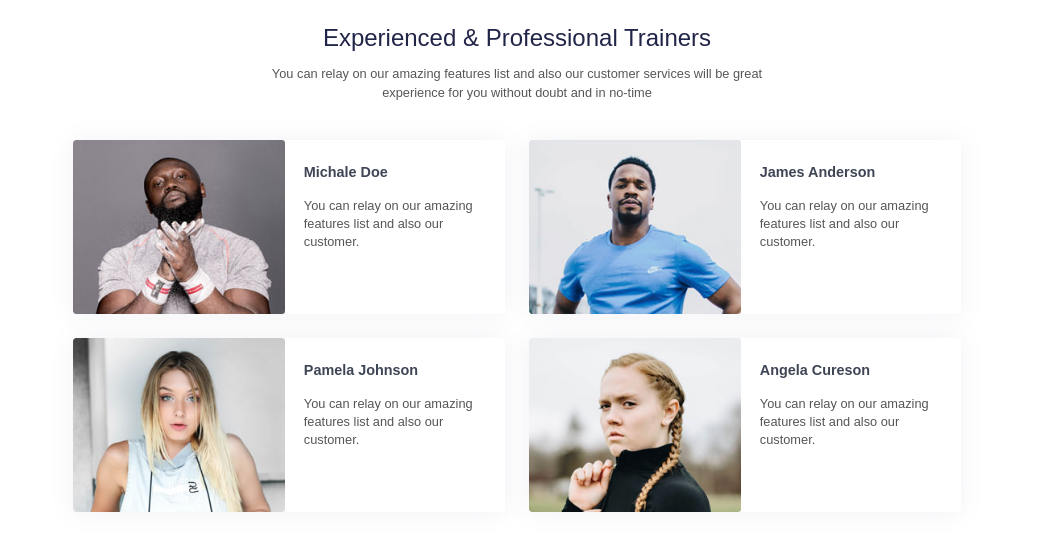 Experienced & Professional Trainers
You can relay on our amazing features list and also our customer services will be great
experience for you without doubt and in no-time
Michale Doe
You can relay on our amazing
features list and also our
customer.
James Anderson
You can relay on our amazing
features list and also our
customer.
Pamela Johnson
You can relay on our amazing
features list and also our
customer.
Angela Cureson
You can relay on our amazing
features list and also our
customer.